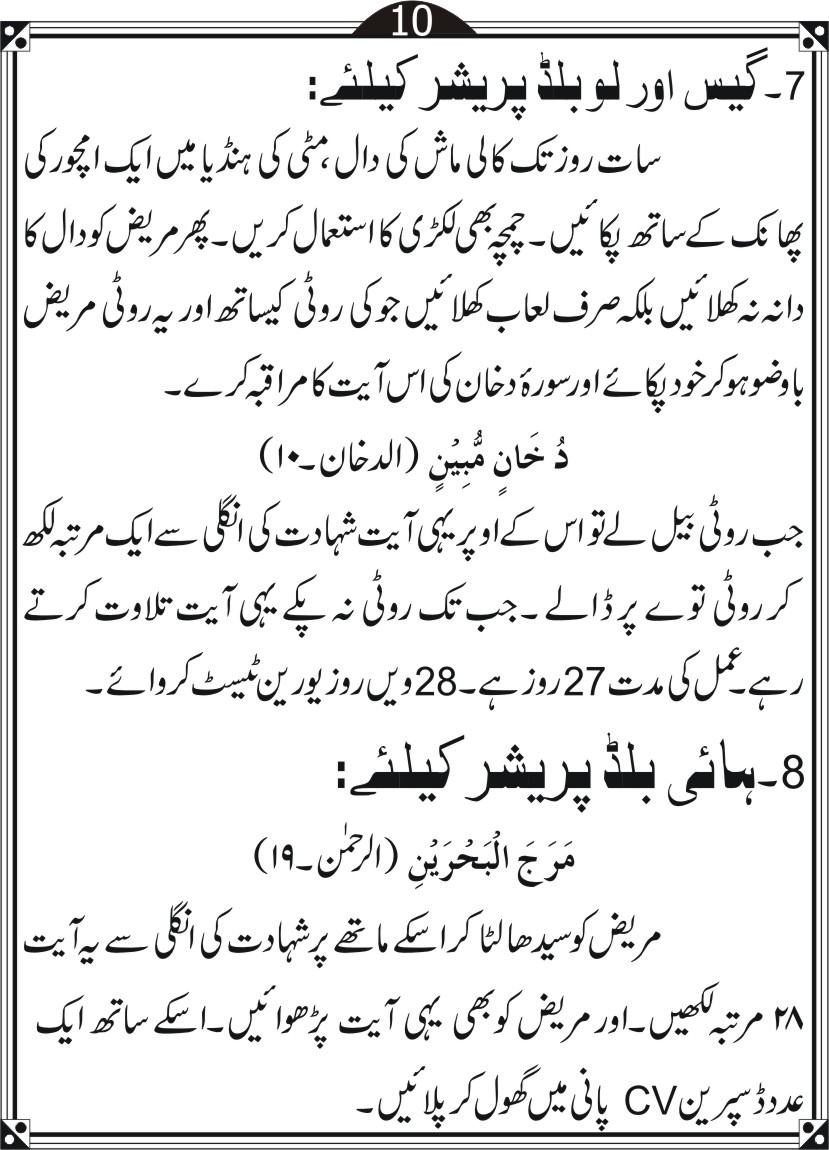 10
7۔گیس اور لو بلڈ پریشر کیلئے:
سات روز تک کالی ماش کی دال ،مٹی کی ہنڈیا میں ایک امچور کی
پھانک کے ساتھ پکائیں۔ چمچہ بھی لکڑی کا استعمال کریں۔ پھر مریض کو دال کا
دانہ نہ کھلائیں بلکہ صرف لعاب کھلائیں جو کی روٹی کیساتھ اور یہ روٹی مریض
باوضو ہو کر خود پکائے اور سورۂ دخان کی اس آیت کا مراقبہ کرے۔
دُ خَانٍ مُّبِيْنٍ (الدخان۔۱۰)
جب روٹی بیل لے تو اس کے اوپر یہی آیت شہادت کی انگلی سے ایک مرتبہ لکھ
کر روٹی توے پر ڈالے ۔ جب تک روٹی نہ پکے یہی آیت تلاوت کرتے
رہے۔عمل کی مدت 27 روز ہے۔ 28 ویں روز یورین ٹیسٹ کروائے۔
8۔ہائی بلڈ پریشر کیلئے:
مَرَجَ الْبَحْرَيْنِ (الرحمٰن۔۱۹)
مریض کو سیدھا لٹا کر اسکے ماتھے پر شہادت کی انگلی سے یہ آیت
۲۸ مرتبہ لکھیں۔اور مریض کو بھی یہی آیت پڑھوائیں۔اسکے ساتھ ایک
عدد ڈسپرین CV پانی میں گھول کر پلائیں۔